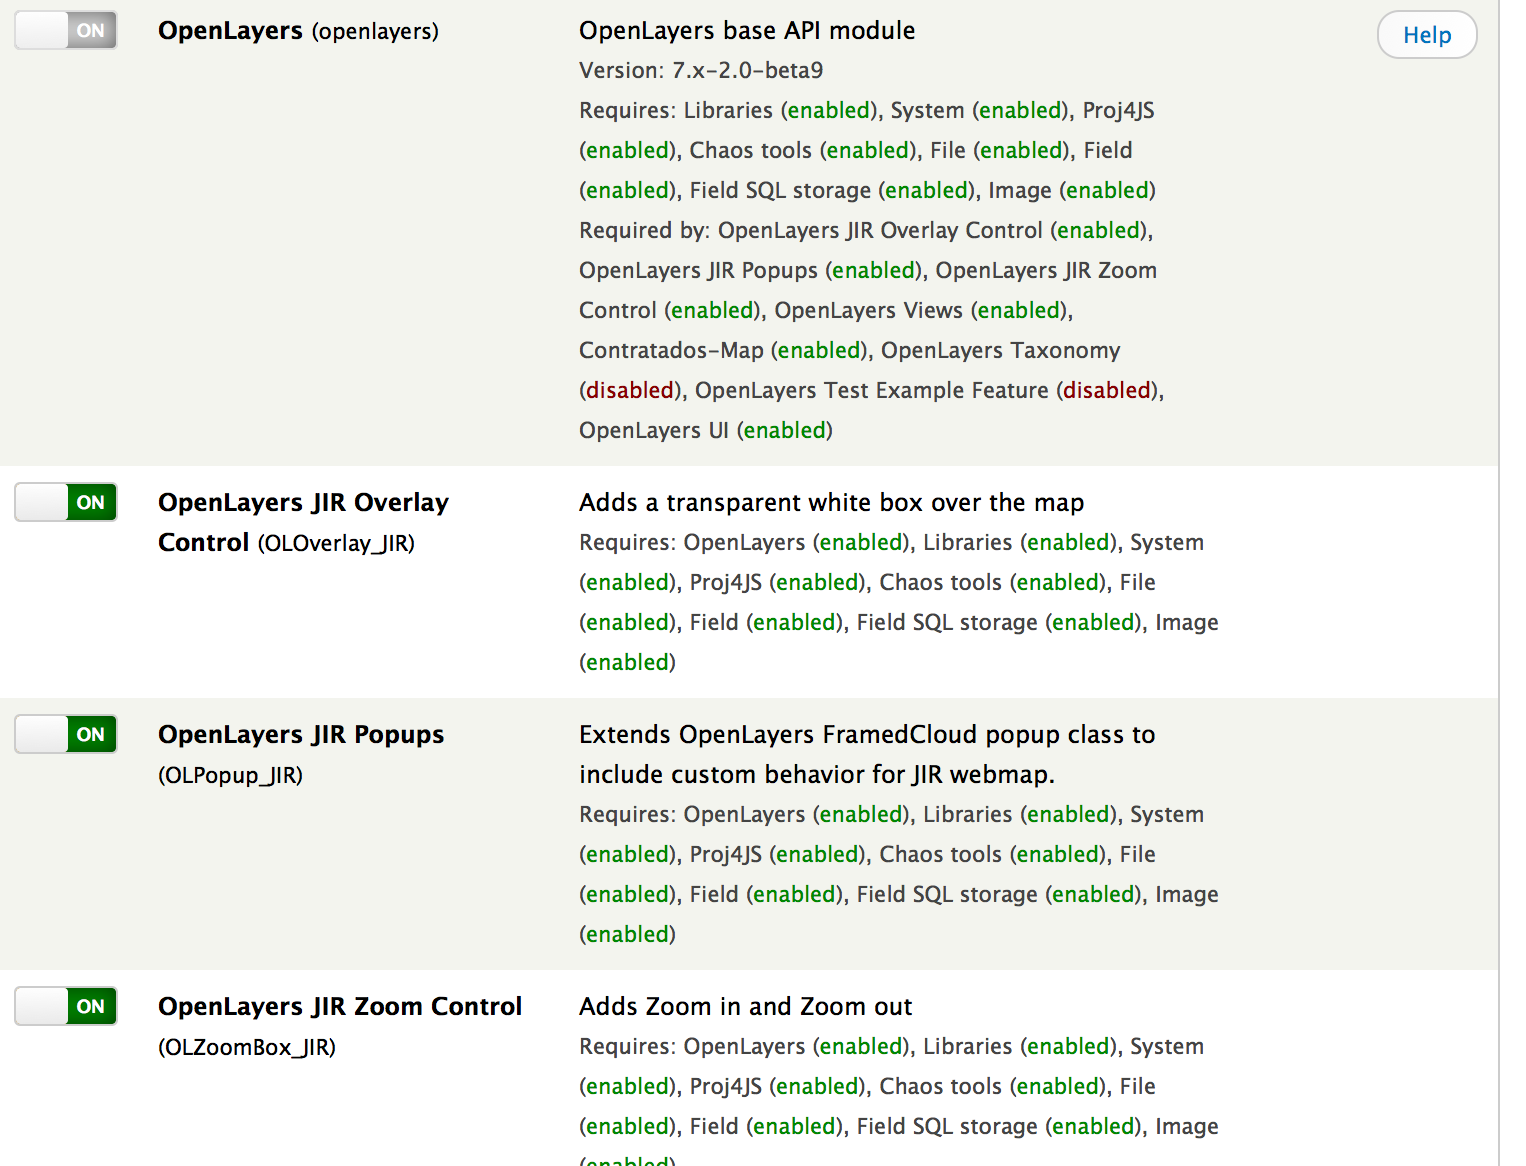 ON
OpenLayers (openlayers)
OpenLayers base API module
Help
Version: 7.x-2.0-beta9
Requires: Libraries (enabled), System (enabled), Proj4JS
(enabled), Chaos tools (enabled), File (enabled), Field
(enabled), Field SQL storage (enabled), Image (enabled)
Required by: OpenLayers JIR Overlay Control (enabled),
OpenLayers JIR Popups (enabled), OpenLayers JIR Zoom
Control (enabled), OpenLayers Views (enabled),
Contratados-Map (enabled), OpenLayers Taxonomy
(disabled), OpenLayers Test Example Feature (disabled),
OpenLayers UI (enabled)
ON
OpenLayers JIR Overlay
Control (OLOverlay_JIR)
Adds a transparent white box over the map
Requires: OpenLayers (enabled), Libraries (enabled), System
(enabled), Proj4JS (enabled), Chaos tools (enabled), File
(enabled), Field (enabled), Field SQL storage (enabled), Image
(enabled)
ON
OpenLayers JIR Popups
(OLPopup_JIR)
Extends OpenLayers FramedCloud popup class to
include custom behavior for JIR webmap.
Requires: OpenLayers (enabled), Libraries (enabled), System
(enabled), Proj4JS (enabled), Chaos tools (enabled), File
(enabled), Field (enabled), Field SQL storage (enabled), Image
(enabled)
ON
OpenLayers JIR Zoom Control
(OLZoomBox_JIR)
Adds Zoom in and Zoom out
Requires: OpenLayers (enabled), Libraries (enabled), System
(enabled), Proj4JS (enabled), Chaos tools (enabled), File
(enabled), Field (enabled), Field SQL storage (enabled), Image
(enabled)